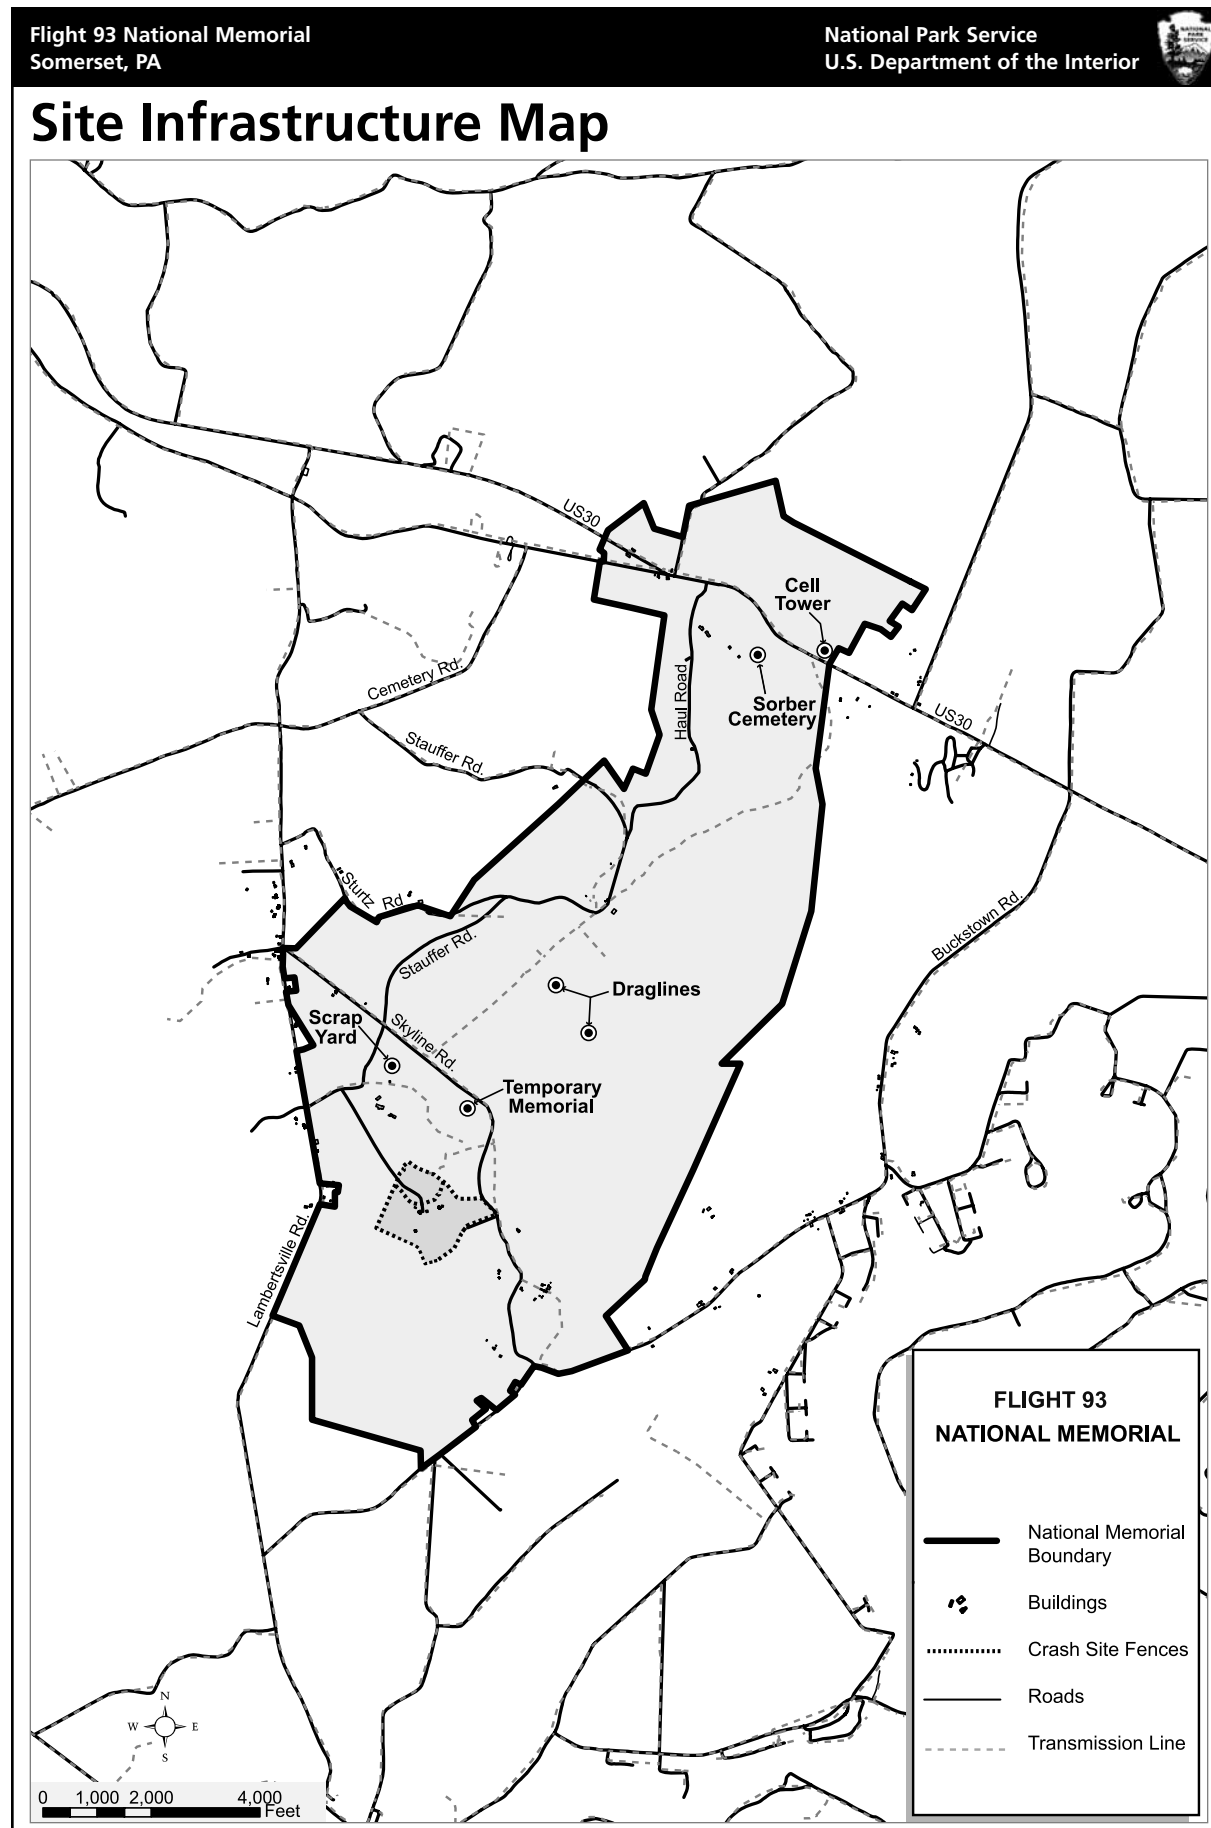 Flight 93 National Memorial
Somerset, PA
National Park Service
U.S. Department of the Interior
NATIONAL
PARK
SERVICE
Site Infrastructure Map
US30
Cell
Tower
Cemetery Rd.
Haul Road
Sorber
Cemetery
US30
Stauffer Rd.
Sturtz Rd
Buckstown Rd.
Stauffer Rd.
Draglines
Scrap
Yard
Skyline Rd.
Temporary
Memorial
Lambertsville Rd.
FLIGHT 93
NATIONAL MEMORIAL
National Memorial
Boundary
Buildings
Crash Site Fences
Roads
Transmission Line
N
W
E
S
0
1,000
2,000
4,000
Feet